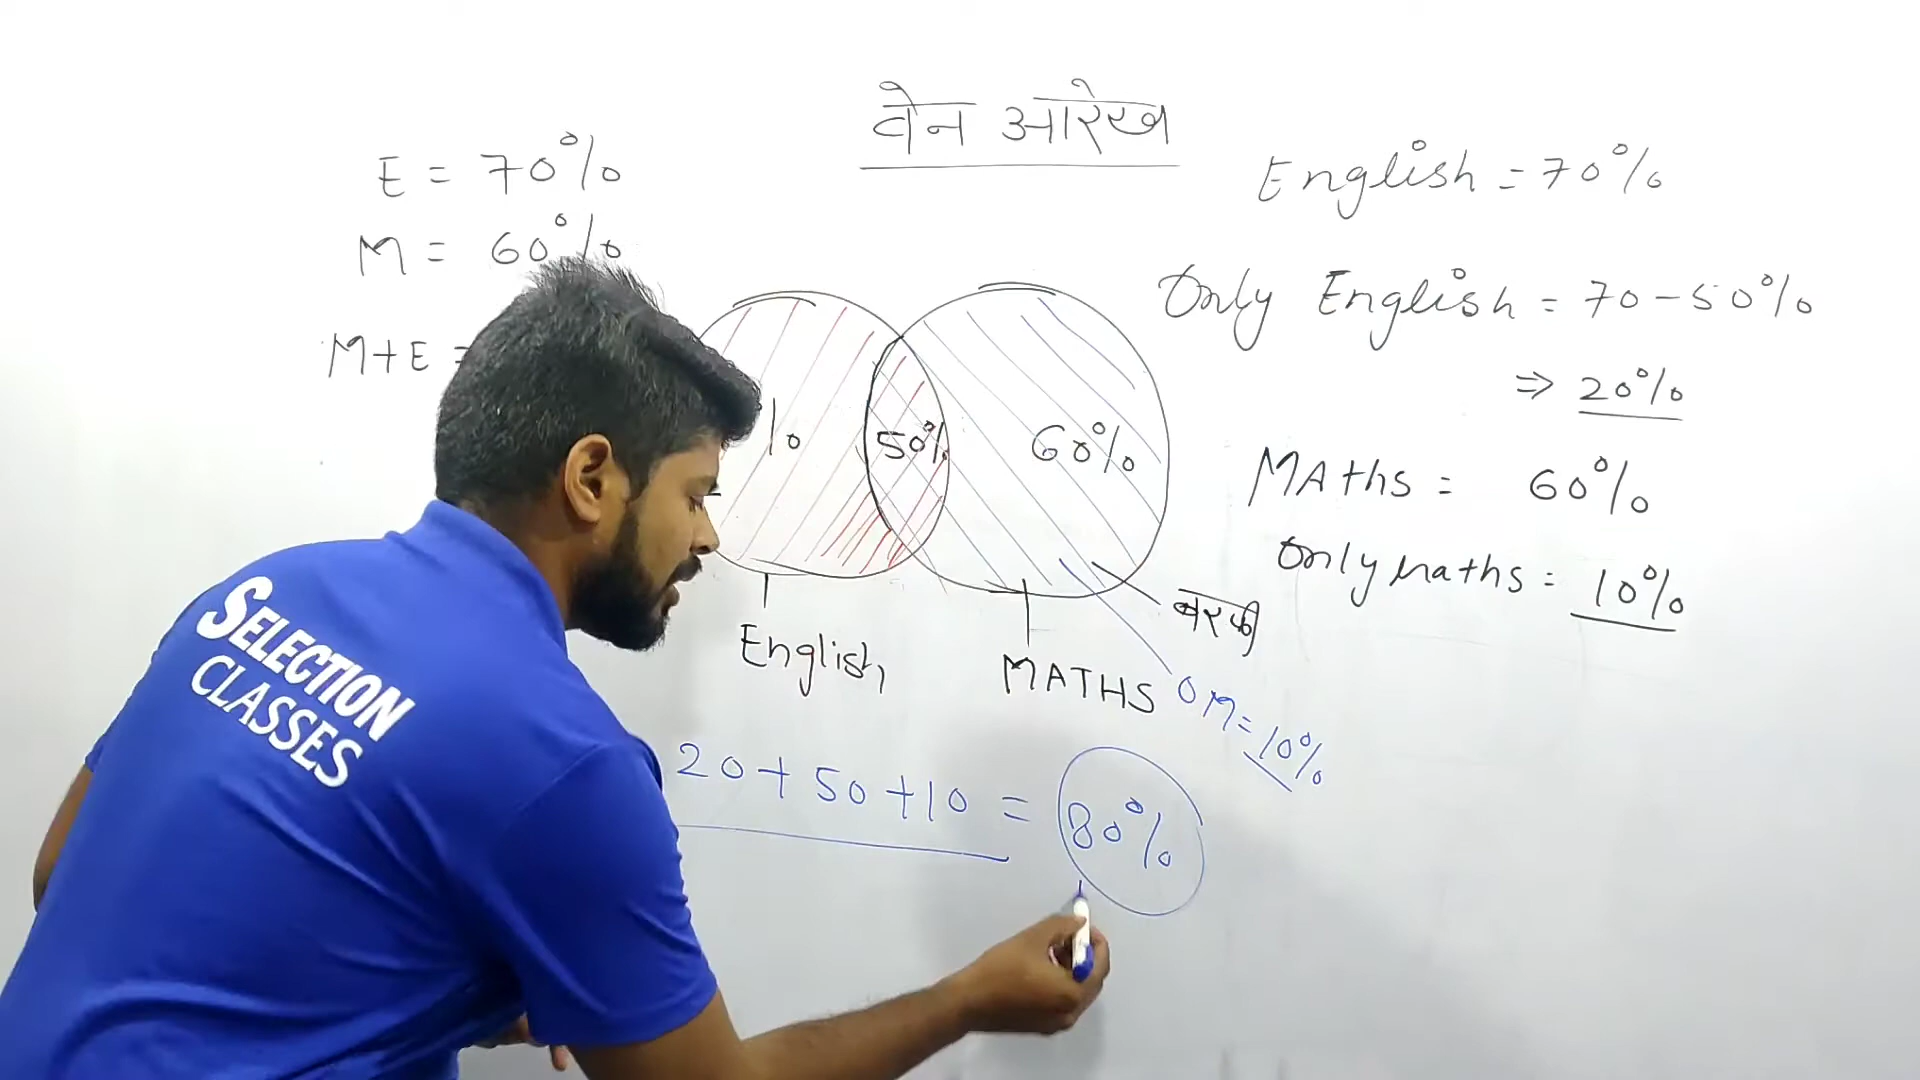 वेन आरेख
E = 70%
M = 60%
M+E =
English = 70%
Only English = 70-50%
⇒ 20%
MAths = 60%
Only maths = 10%
%
50%
60%
English
MATHS
बरफी
OM = 10%
20+50+10 = 80%
SELECTION
CLASSES